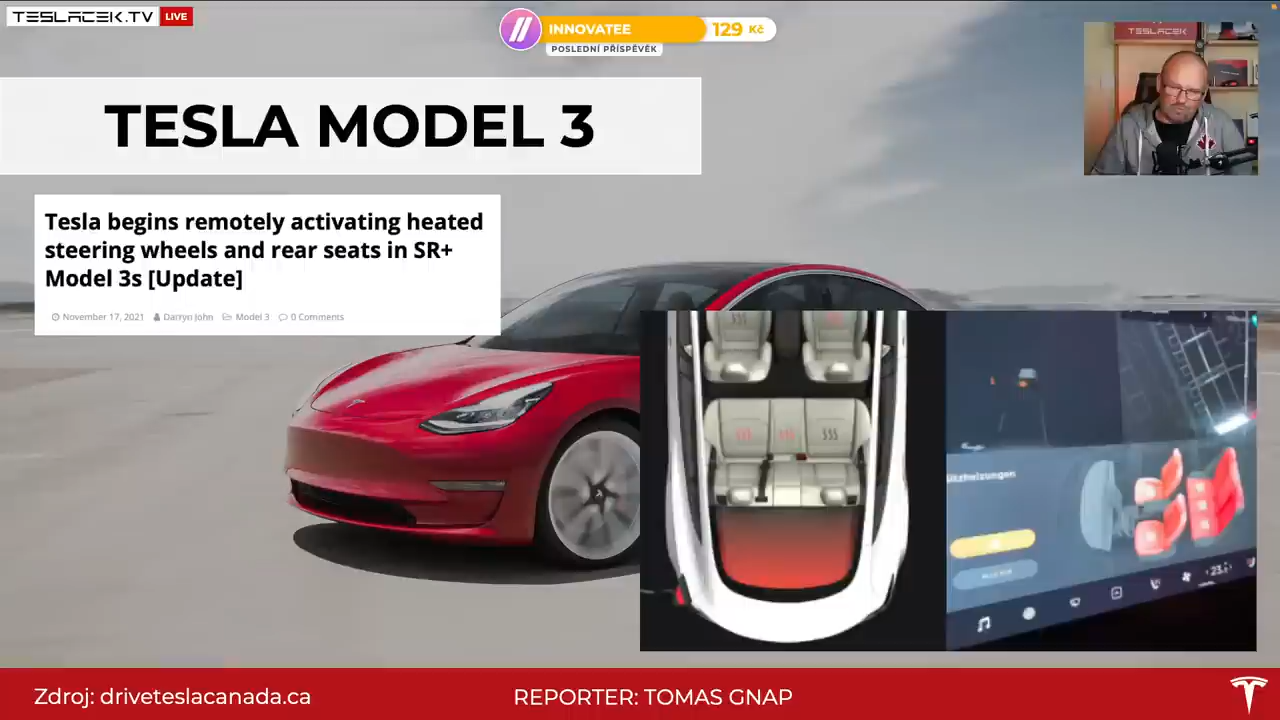 TESLACEK.TV LIVE
INNOVATEE 129 Kč
POSLEDNÍ PŘÍSPĚVEK
TESLACEK
TESLA MODEL 3
Tesla begins remotely activating heated
steering wheels and rear seats in SR+
Model 3s [Update]
November 17, 2021 Darryn John Model 3 0 Comments
Zdroj: driveteslacanada.ca
REPORTER: TOMAS GNAP